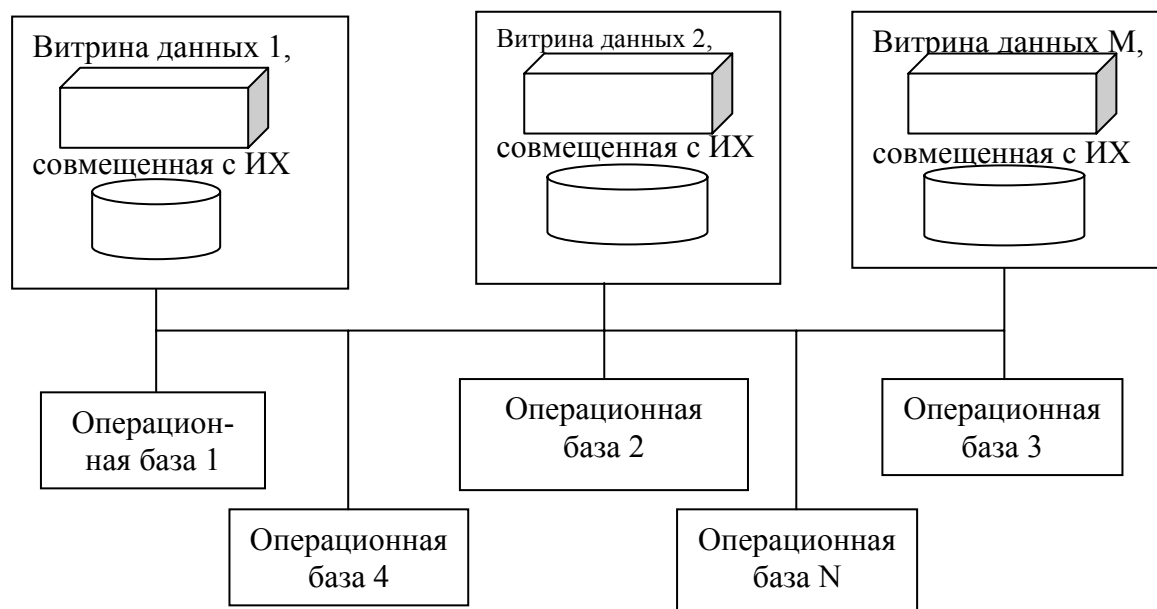 Витрина данных 1,
совмещенная с ИХ
Витрина данных 2,
совмещенная с ИХ
Витрина данных М,
совмещенная с ИХ
Операцион-
ная база 1
Операционная
база 2
Операционная
база 3
Операционная
база 4
Операционная
база N